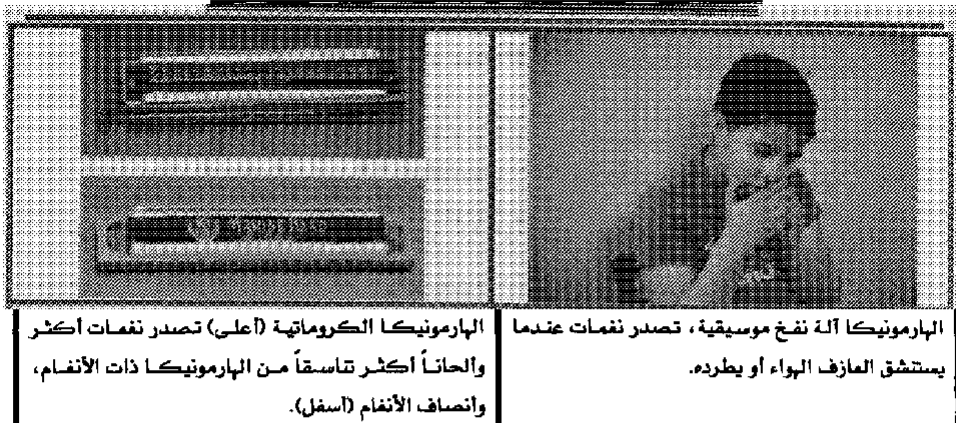 الهارمونيكا آلة نفخ موسيقية، تصدر نغمات عندما
يستنشق العازف الهواء أو يطرده.
الهارمونيكا الكروماتية (أعلى) تصدر نغمات أكثر
وألحاناً أكثر تناسقاً من الهارمونيكا ذات الأنغام،
وأنصاف الأنغام (أسفل).